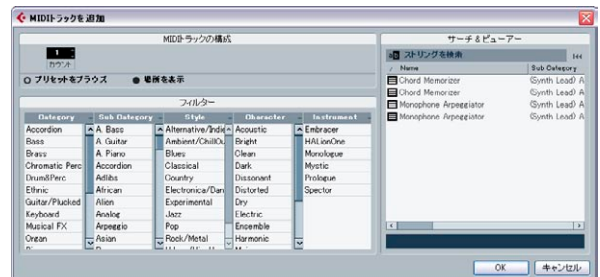 MIDIトラックを追加
MIDIトラックの構成
1
カウント
プリセットをブラウズ
場所を表示
フィルター
Category Sub Category Style Character Instrument
Accordion A. Bass Alternative/Indie Acoustic Embracer
Bass A. Guitar Ambient/ChillOu Bright HALionOne
Brass A. Piano Blues Clean Monologue
Chromatic Perc Accordion Classical Dark Mystic
Drum&Perc Adlibs Country Dissonant Prologue
Ethnic African Electronica/Dan Distorted Spector
Guitar/Plucked Alien Experimental Dry
Keyboard Analog Jazz Electric
Musical FX Arpeggio Pop Ensemble
Organ Asian Rock/Metal Harmonic
サーチ&ビューアー
ストリングを検索
Name Sub Category
Chord Memorizer (Synth Lead) A
Chord Memorizer (Synth Lead) A
Monophone Arpeggiator (Synth Lead) A
Monophone Arpeggiator (Synth Lead) A
OK キャンセル